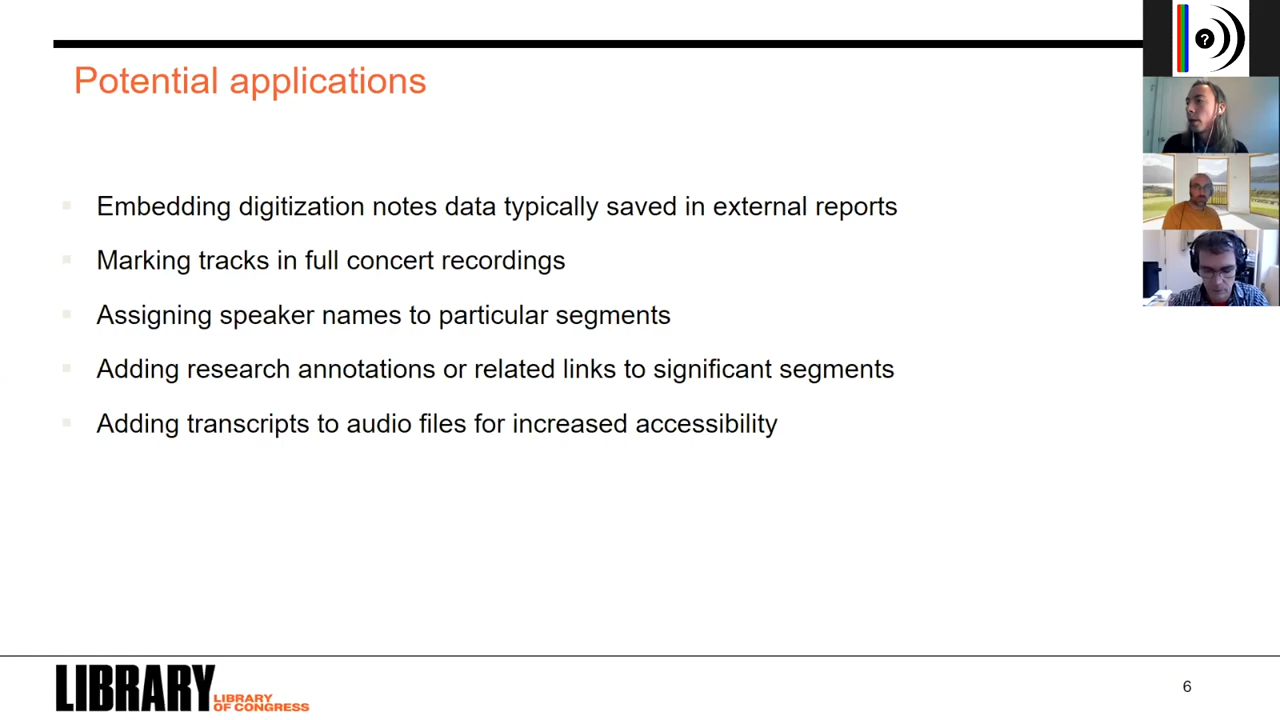 Potential applications
Embedding digitization notes data typically saved in external reports
Marking tracks in full concert recordings
Assigning speaker names to particular segments
Adding research annotations or related links to significant segments
Adding transcripts to audio files for increased accessibility
LIBRARY
LIBRARY
OF CONGRESS
6
?